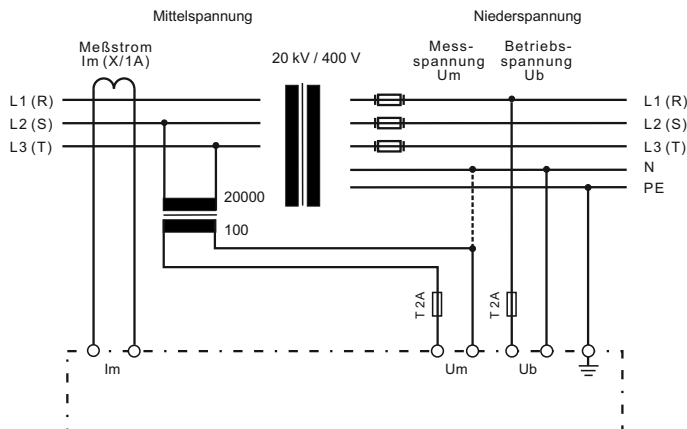 Mittelspannung
Niederspannung
Meßstrom
Im (X/1A)
20 kV / 400 V
Mess-
spannung
Um
Betriebs-
spannung
Ub
L1 (R)
L2 (S)
L3 (T)
L1 (R)
L2 (S)
L3 (T)
N
PE
20000
100
T 2A
T 2A
Im
Um
Ub